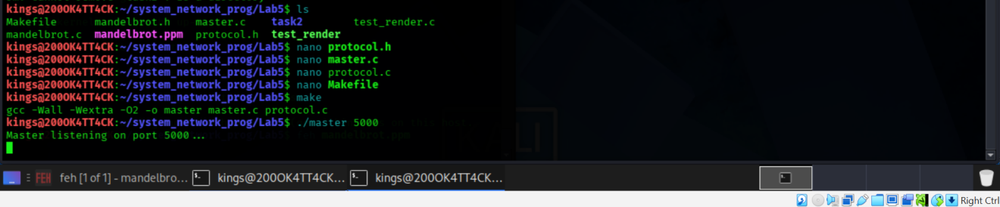 kings@200OK4TT4CK:~/system_network_prog/Lab5$ ls
Makefile mandelbrot.h master.c task2 test_render.c
mandelbrot.c mandelbrot.ppm protocol.h test_render
kings@200OK4TT4CK:~/system_network_prog/Lab5$ nano protocol.h
kings@200OK4TT4CK:~/system_network_prog/Lab5$ nano master.c
kings@200OK4TT4CK:~/system_network_prog/Lab5$ nano protocol.c
kings@200OK4TT4CK:~/system_network_prog/Lab5$ nano Makefile
kings@200OK4TT4CK:~/system_network_prog/Lab5$ make
gcc -Wall -Wextra -O2 -o master master.c protocol.c
kings@200OK4TT4CK:~/system_network_prog/Lab5$ ./master 5000
Master listening on port 5000...
FEH feh [1 of 1] - mandelbro... kings@200OK4TT4CK... kings@200OK4TT4CK...
Right Ctrl